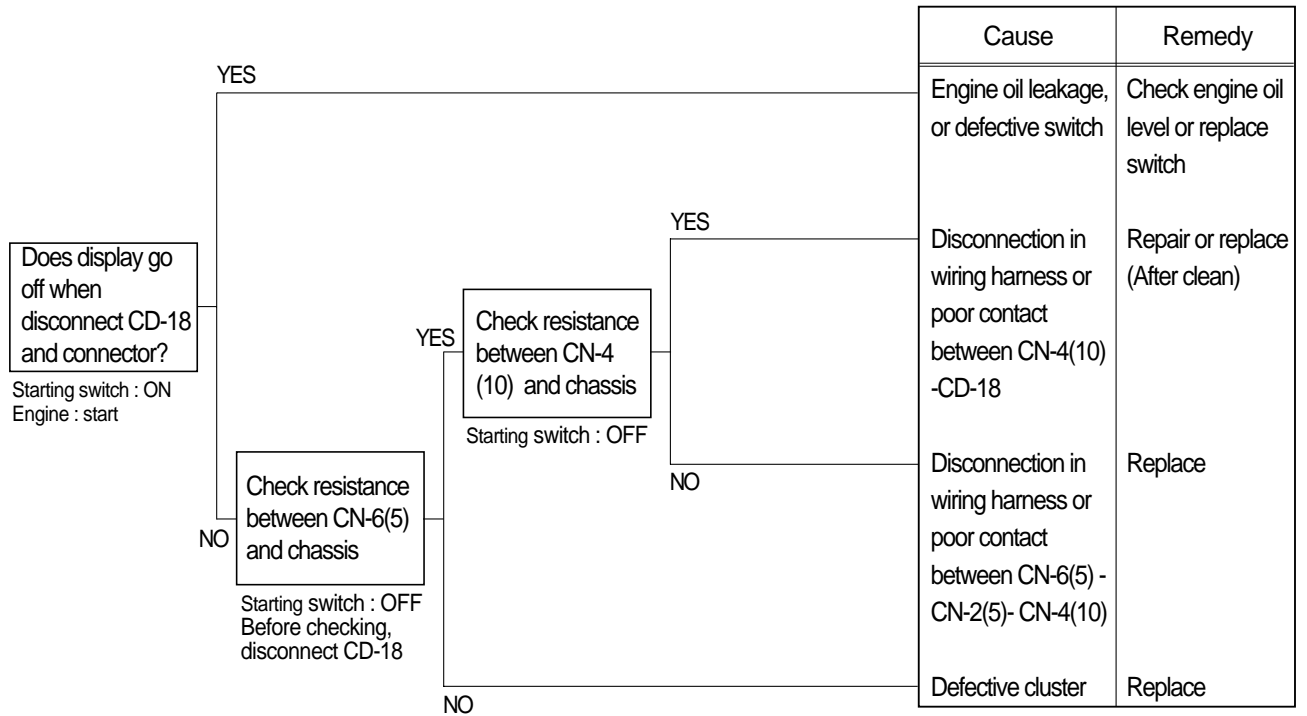 Cause
Remedy
YES
Engine oil leakage,
or defective switch
Check engine oil
level or replace
switch
YES
Disconnection in
wiring harness or
poor contact
between CN-4(10)
-CD-18
Repair or replace
(After clean)
Does display go
off when
disconnect CD-18
and connector?
Starting switch : ON
Engine : start
YES
Check resistance
between CN-4
(10) and chassis
Starting switch : OFF
NO
Disconnection in
wiring harness or
poor contact
between CN-6(5) -
CN-2(5)- CN-4(10)
Replace
NO
Check resistance
between CN-6(5)
and chassis
Starting switch : OFF
Before checking,
disconnect CD-18
NO
Defective cluster
Replace